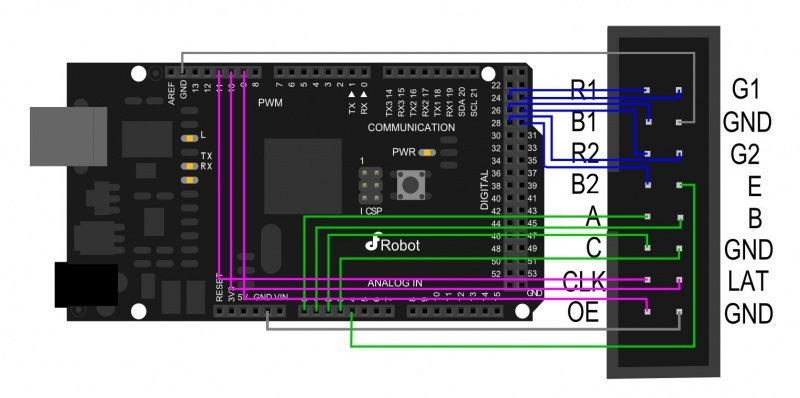 AREF
GND
13
12
11
10
9
8
7
6
5
4
3
2
1
0
PWM
TX
RX
TX3 14
RX3 15
TX2 16
RX2 17
TX1 18
RX1 19
SDA 20
SCL 21
COMMUNICATION
L
TX
RX
PWR
1
I CSP
DIGITAL
22
24
26
28
30
31
32
33
34
35
36
37
38
39
40
41
42
43
44
45
46
47
48
49
50
51
52
53
GND
Robot
RESET
3V3
5V
GND VIN
ANALOG IN
R1
G1
B1
GND
R2
G2
B2
E
A
B
C
GND
CLK
LAT
OE
GND